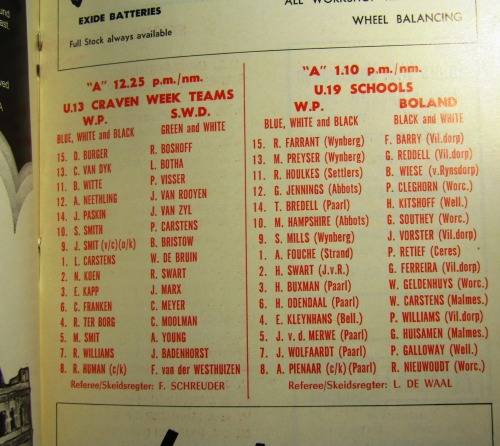 EXIDE BATTERIES
Full Stock always available
WHEEL BALANCING
"A" 12.25 p.m./nm.
U.13 CRAVEN WEEK TEAMS
W.P. S.W.D.
BLUE, WHITE and BLACK GREEN and WHITE
15. D. BURGER R. BOSHOFF
13. C. VAN DYK L. BOTHA
11. B. WITTE P. VISSER
12. A. NEETHLING J. VAN ROOYEN
14. J. PASKIN J. VAN ZYL
10. S. SMITH P. CARSTENS
9. J. SMIT (v/c)(o/k) B. BRISTOW
1. L. CARSTENS W. DE BRUIN
2. N. KOEN R. SWART
3. E. KAPP J. MARX
6. C. FRANKEN C. MEYER
4. R. TER BORG C. MOOLMAN
5. M. SMIT A. YOUNG
7. R. WILLIAMS J. BADENHORST
8. R. HUMAN (c/k) F. van der WESTHUIZEN
Referee/Skeidsregter: F. SCHREUDER
"A" 1.10 p.m./nm.
U.19 SCHOOLS
W.P. BOLAND
BLUE, WHITE and BLACK BLACK and WHITE
15. R. FARRANT (Wynberg) F. BARRY (Vil.dorp)
13. M. PREYSER (Wynberg) G. REDDELL (Vil.dorp)
11. R. HOULKES (Settlers) B. WIESE (v.Rynsdorp)
12. G. JENNINGS (Abbots) P. CLEGHORN (Worc.)
14. T. BREDELL (Paarl) H. KITSHOFF (Well.)
10. M. HAMPSHIRE (Abbots) G. SOUTHEY (Worc.)
9. S. MILLS (Wynberg) J. VORSTER (Vil.dorp)
1. A. FOUCHE (Strand) P. RETIEF (Ceres)
2. H. SWART (J.v.R.) G. FERREIRA (Vil.dorp)
3. H. BUXMAN (Paarl) W. GELDENHUYS (Worc.)
6. H. ODENDAAL (Paarl) W. CARSTENS (Malmes.)
4. E. KLEYNHANS (Bell.) P. WILLIAMS (Vil.dorp)
5. J. v. d. MERWE (Paarl) G. HUISAMEN (Malmes.)
7. J. WOLFAARDT (Paarl) P. GALLOWAY (Well.)
8. A. PIENAAR (c/k) (Paarl) R. NIEUWOUDT (Worc.)
Referee/Skeidsregter: L. DE WAAL